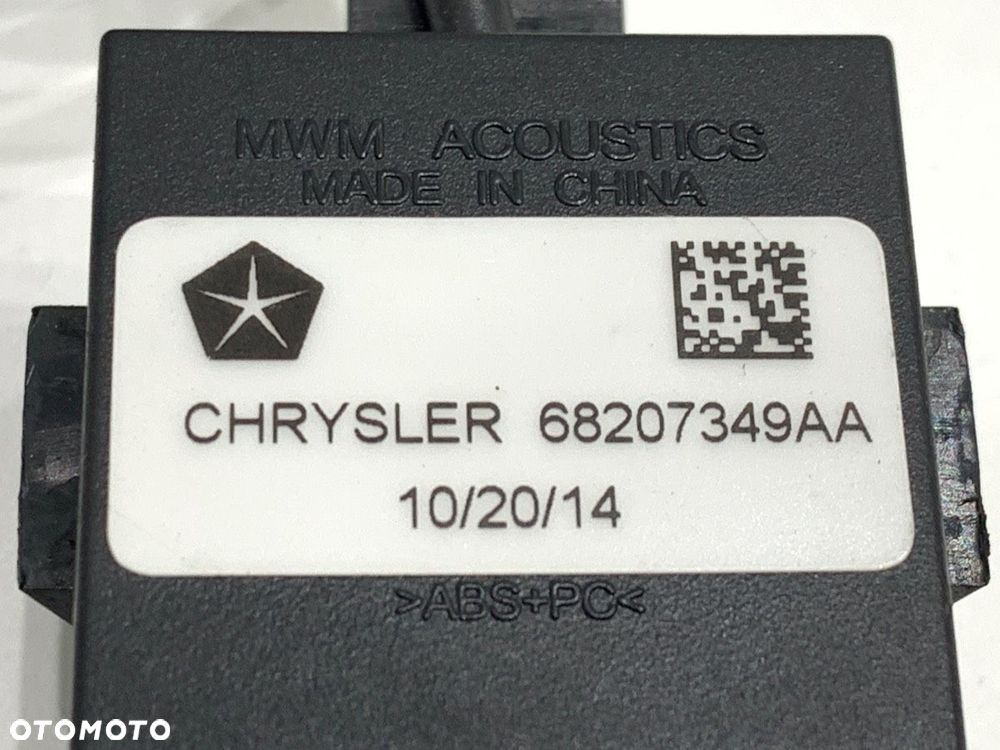 MWM ACOUSTICS
MADE IN CHINA
CHRYSLER 68207349AA
10/20/14
>ABS+PC<
OTOMOTO